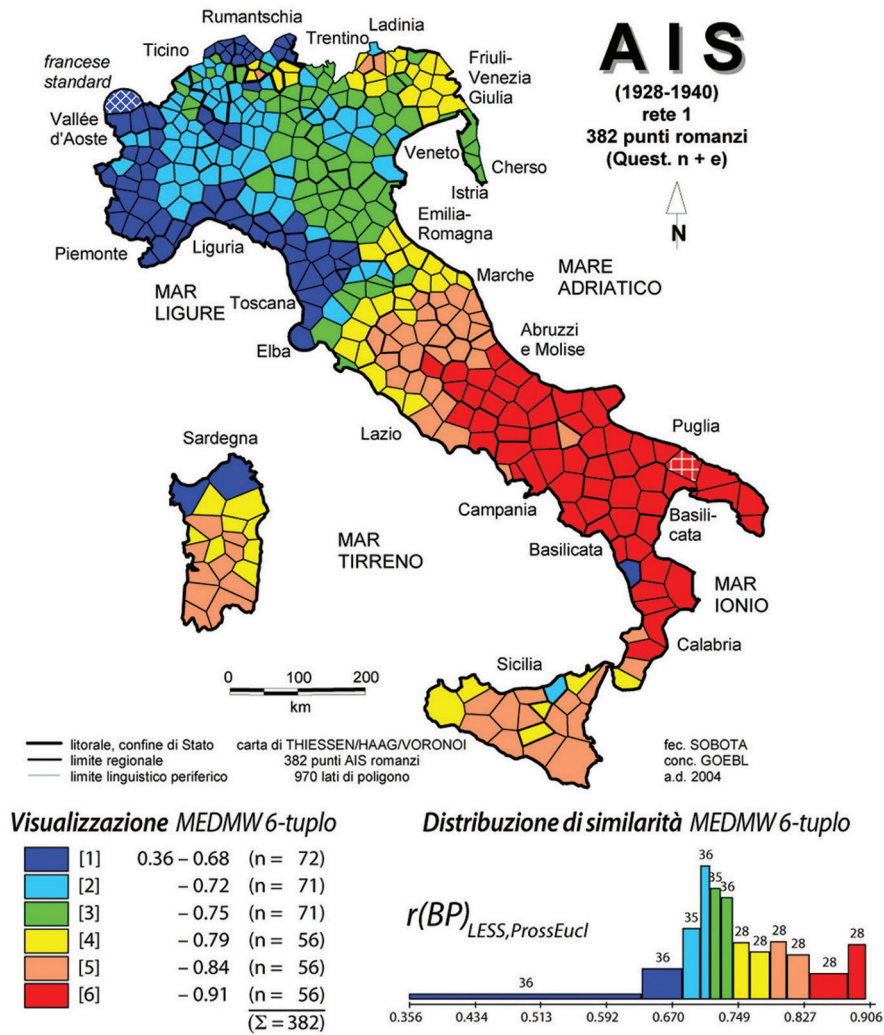 Rumantschia
Ladinia
Ticino
Trentino
francese
standard
Friuli-
Venezia
Giulia
Vallée
d'Aoste
Veneto
Cherso
Istria
Emilia-
Romagna
Piemonte
Liguria
Marche
MAR
LIGURE
Toscana
MARE
ADRIATICO
Elba
Abruzzi
e Molise
Lazio
Puglia
Sardegna
Campania
Basili-
cata
Basilicata
MAR
TIRRENO
MAR
IONIO
Calabria
Sicilia
AIS
(1928-1940)
rete 1
382 punti romanzi
(Quest. n + e)
N
0 100 200
km
litorale, confine di Stato
limite regionale
limite linguistico periferico
carta di THIESSEN/HAAG/VORONOI
382 punti AIS romanzi
970 lati di poligono
fec. SOBOTA
conc. GOEBL
a.d. 2004
Visualizzazione MEDMW 6-tuplo
[1] 0.36 – 0.68 (n = 72)
[2] – 0.72 (n = 71)
[3] – 0.75 (n = 71)
[4] – 0.79 (n = 56)
[5] – 0.84 (n = 56)
[6] – 0.91 (n = 56)
(Σ = 382)
Distribuzione di similarità MEDMW 6-tuplo
r(BP)LESS,ProssEucl
36 36 35 36 35 36 28 28 28 28 28 28
0.356 0.434 0.513 0.592 0.670 0.749 0.827 0.906